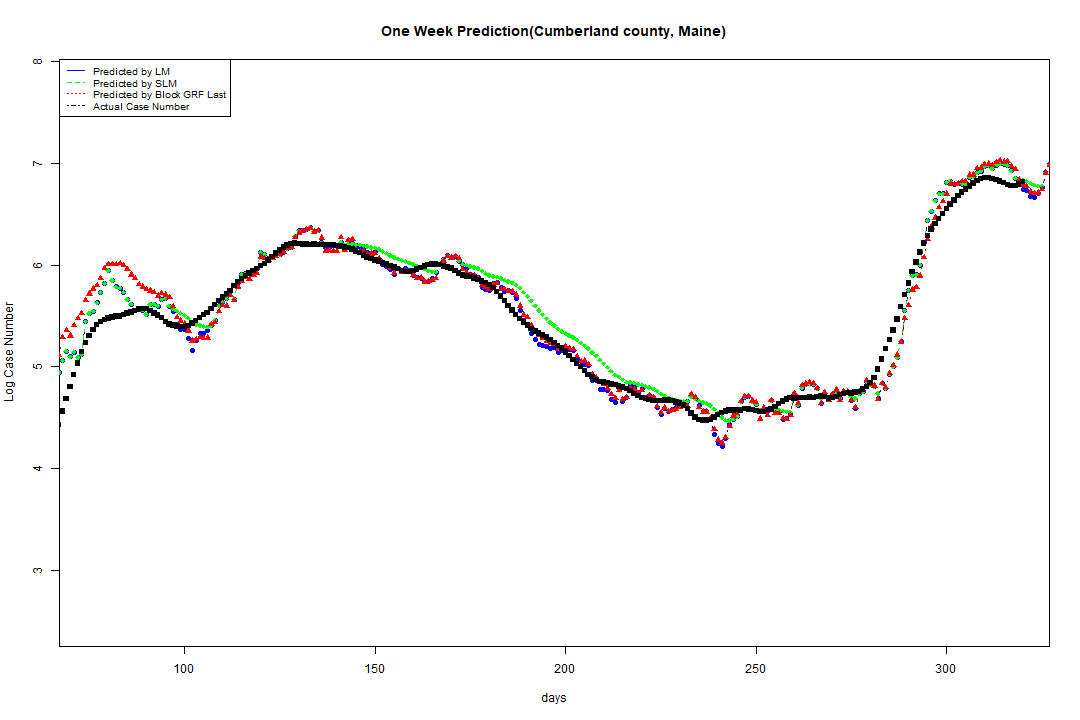 One Week Prediction(Cumberland county, Maine)
Predicted by LM
Predicted by SLM
Predicted by Block GRF Last
Actual Case Number
8
7
6
5
4
3
Log Case Number
100 150 200 250 300
days